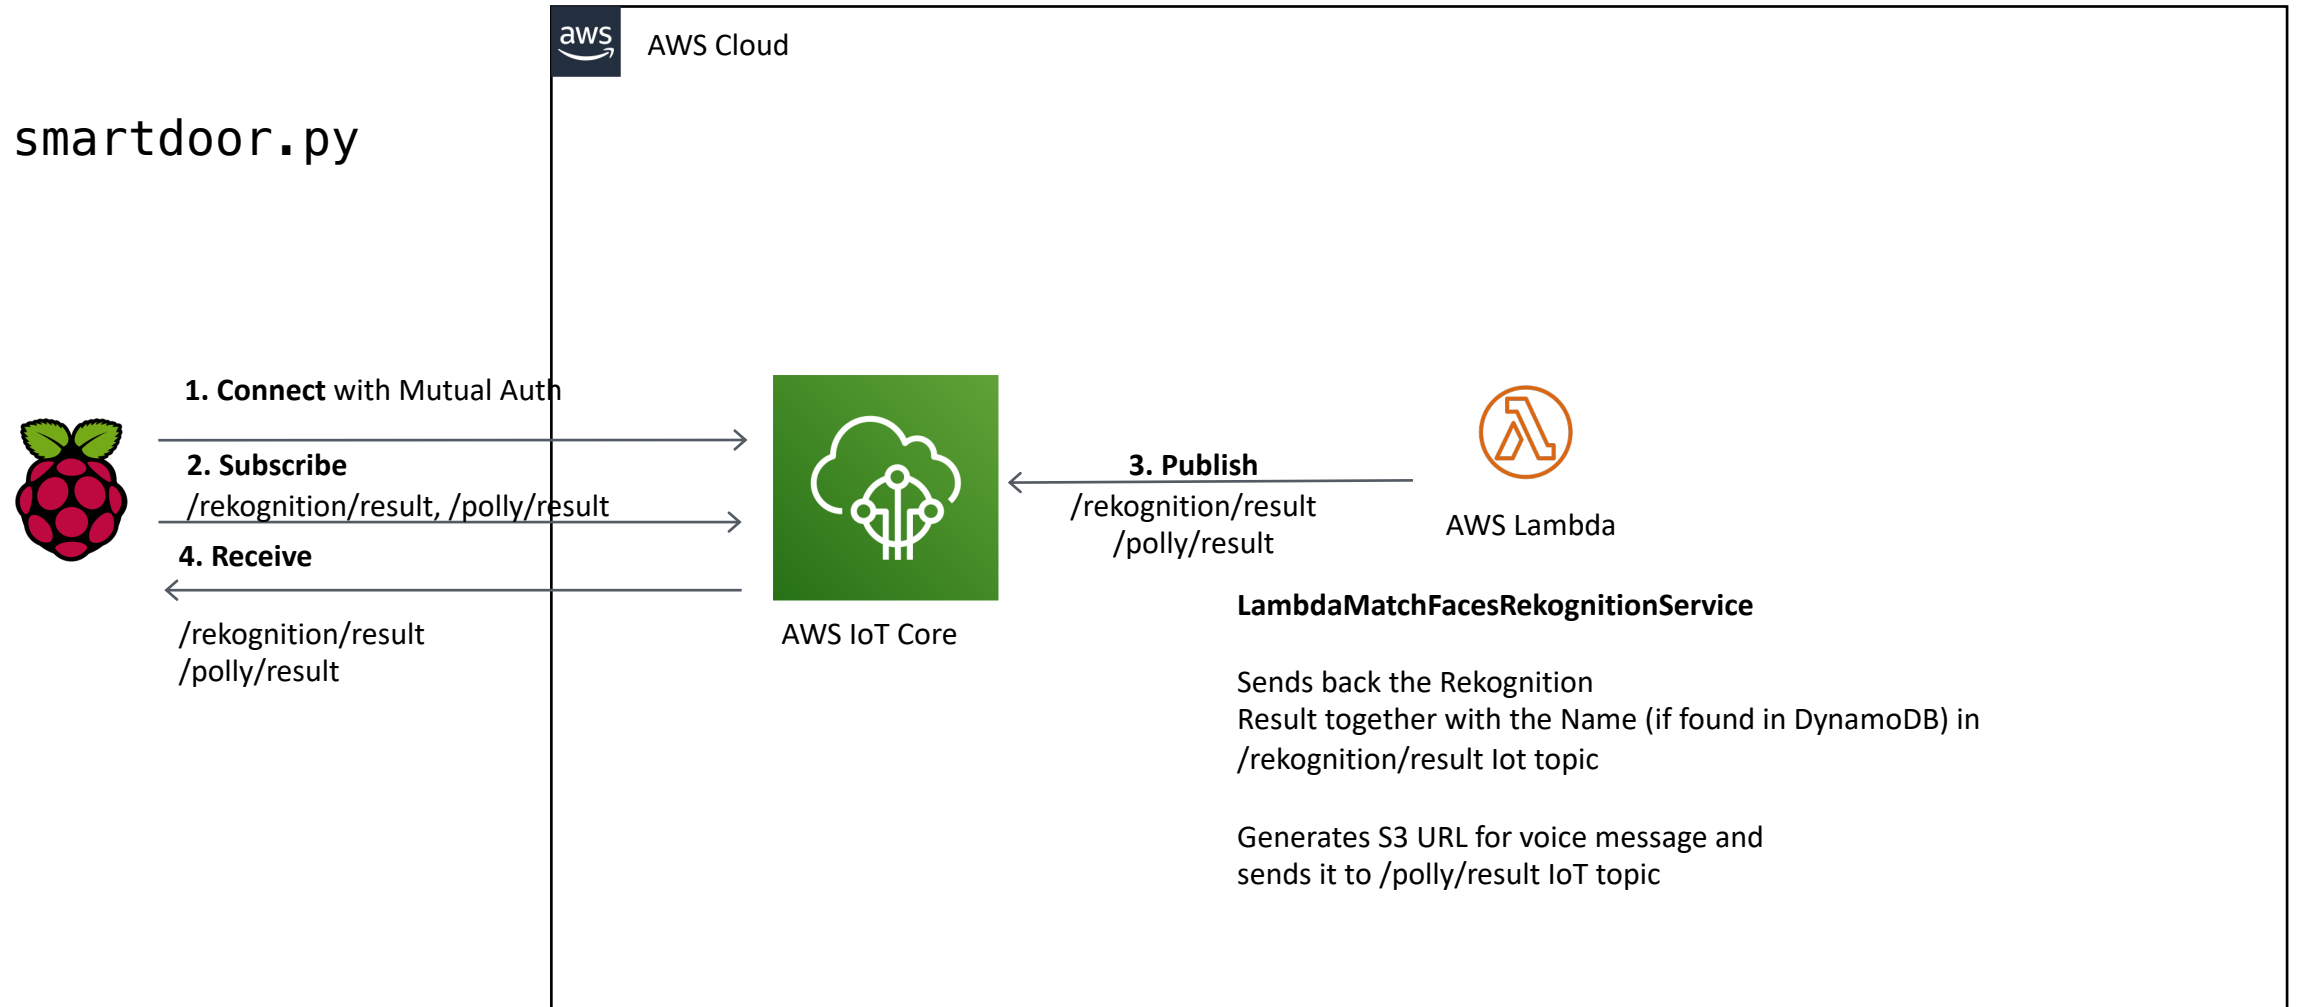 aws
AWS Cloud
smartdoor.py
1. Connect with Mutual Auth
2. Subscribe
/rekognition/result, /polly/result
4. Receive
/rekognition/result
/polly/result
AWS IoT Core
3. Publish
/rekognition/result
/polly/result
AWS Lambda
LambdaMatchFacesRekognitionService
Sends back the Rekognition
Result together with the Name (if found in DynamoDB) in
/rekognition/result Iot topic
Generates S3 URL for voice message and
sends it to /polly/result IoT topic